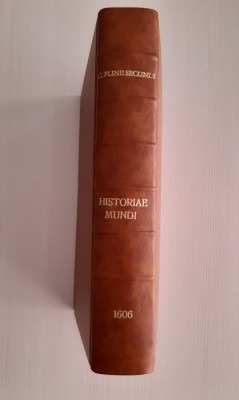 C. PLINII SECUNDI
HISTORIAE
MUNDI
1606